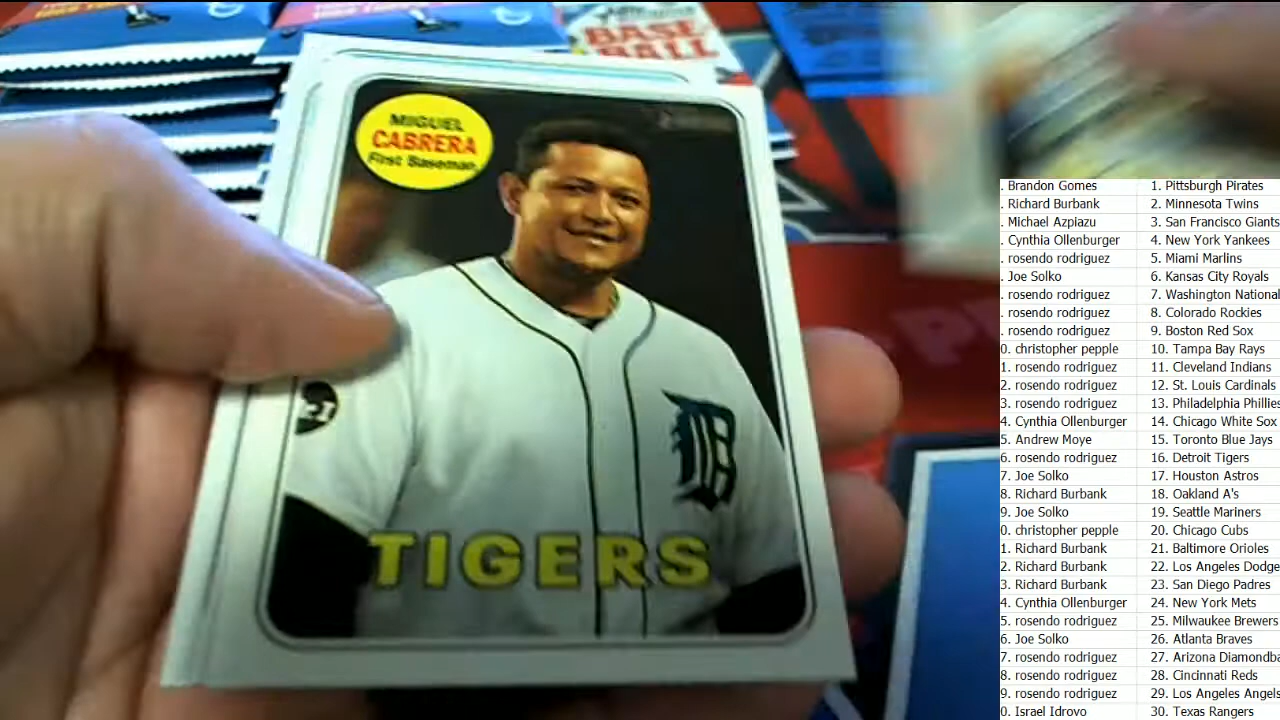 BASE
BALL
MIGUEL
CABRERA
First Baseman
TIGERS
. Brandon Gomes 1. Pittsburgh Pirates
. Richard Burbank 2. Minnesota Twins
. Michael Azpiazu 3. San Francisco Giants
. Cynthia Ollenburger 4. New York Yankees
. rosendo rodriguez 5. Miami Marlins
. Joe Solko 6. Kansas City Royals
. rosendo rodriguez 7. Washington National
. rosendo rodriguez 8. Colorado Rockies
. rosendo rodriguez 9. Boston Red Sox
0. christopher pepple 10. Tampa Bay Rays
1. rosendo rodriguez 11. Cleveland Indians
2. rosendo rodriguez 12. St. Louis Cardinals
3. rosendo rodriguez 13. Philadelphia Phillies
4. Cynthia Ollenburger 14. Chicago White Sox
5. Andrew Moye 15. Toronto Blue Jays
6. rosendo rodriguez 16. Detroit Tigers
7. Joe Solko 17. Houston Astros
8. Richard Burbank 18. Oakland A's
9. Joe Solko 19. Seattle Mariners
0. christopher pepple 20. Chicago Cubs
1. Richard Burbank 21. Baltimore Orioles
2. Richard Burbank 22. Los Angeles Dodge
3. Richard Burbank 23. San Diego Padres
4. Cynthia Ollenburger 24. New York Mets
5. rosendo rodriguez 25. Milwaukee Brewers
6. Joe Solko 26. Atlanta Braves
7. rosendo rodriguez 27. Arizona Diamondba
8. rosendo rodriguez 28. Cincinnati Reds
9. rosendo rodriguez 29. Los Angeles Angels
0. Israel Idrovo 30. Texas Rangers